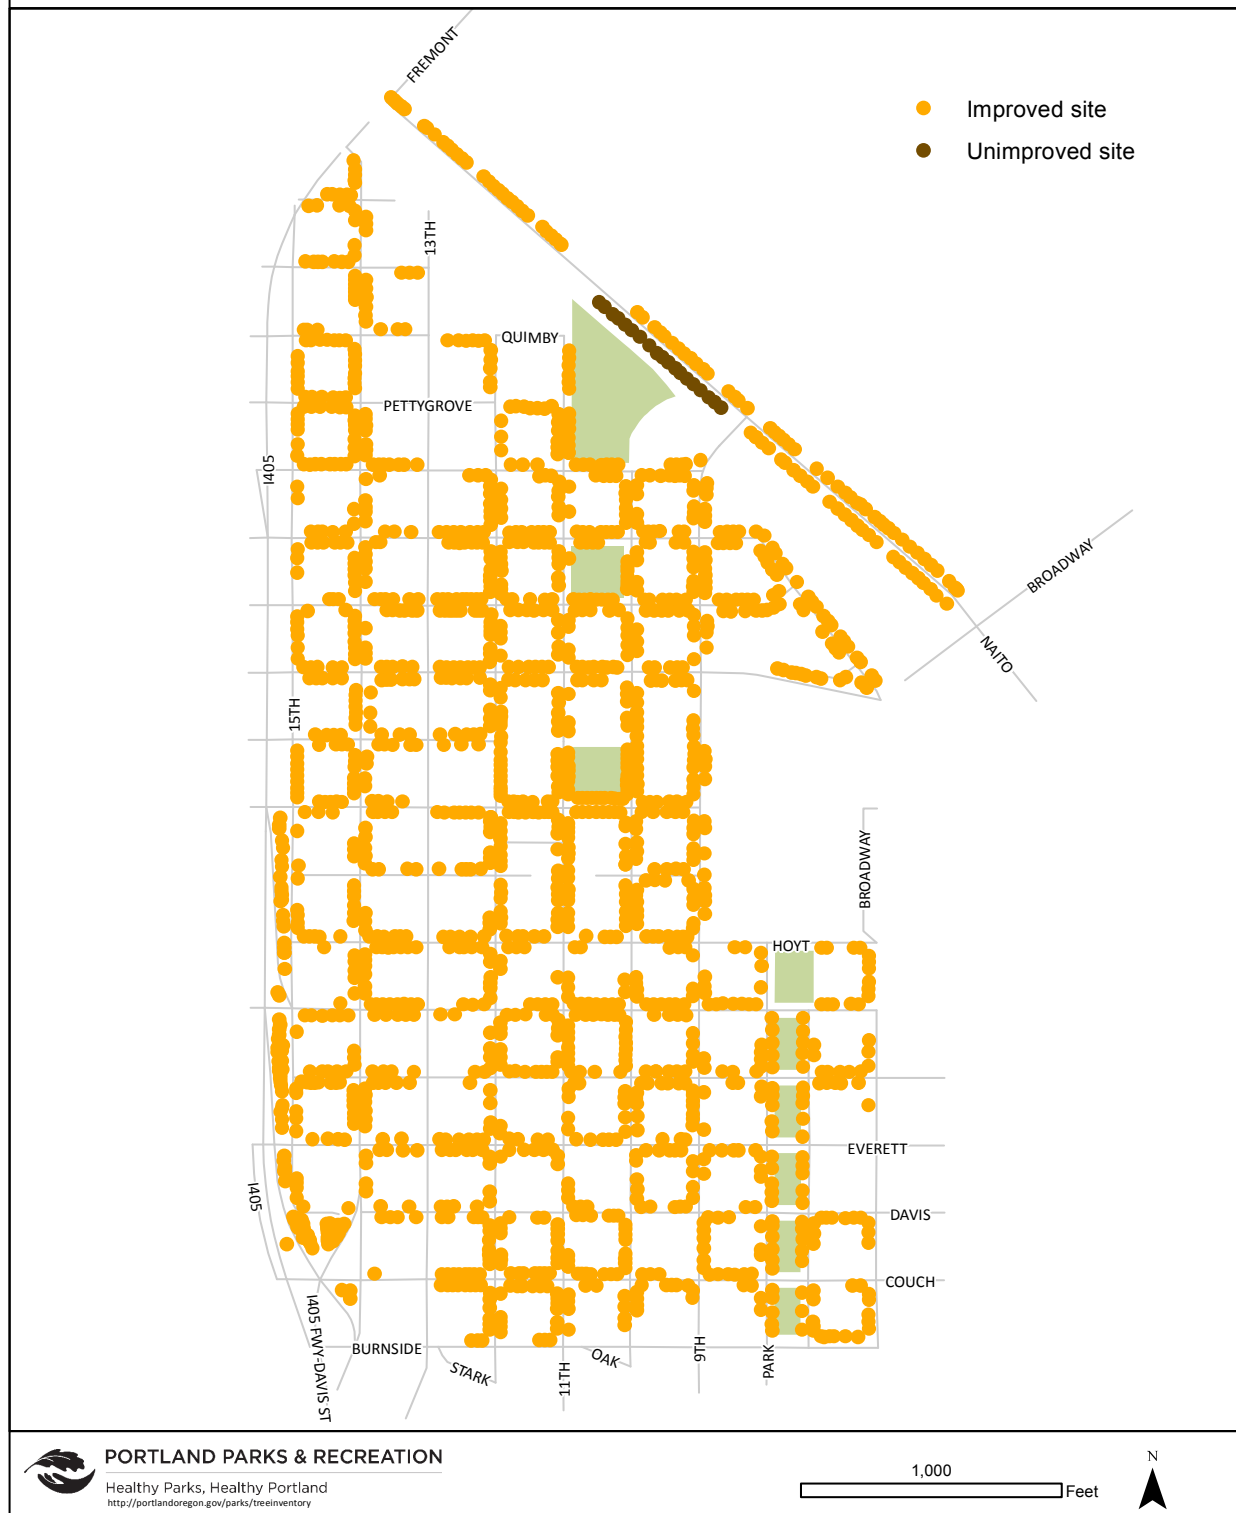 FREMONT
Improved site
Unimproved site
13TH
QUIMBY
PETTYGROVE
I405
BROADWAY
NAITO
15TH
BROADWAY
HOYT
EVERETT
I405
DAVIS
COUCH
I405 FWY-DAVIS ST
BURNSIDE
STARK
OAK
11TH
9TH
PARK
PORTLAND PARKS & RECREATION
Healthy Parks, Healthy Portland
http://portlandoregon.gov/parks/treeinventory
1,000
Feet
N